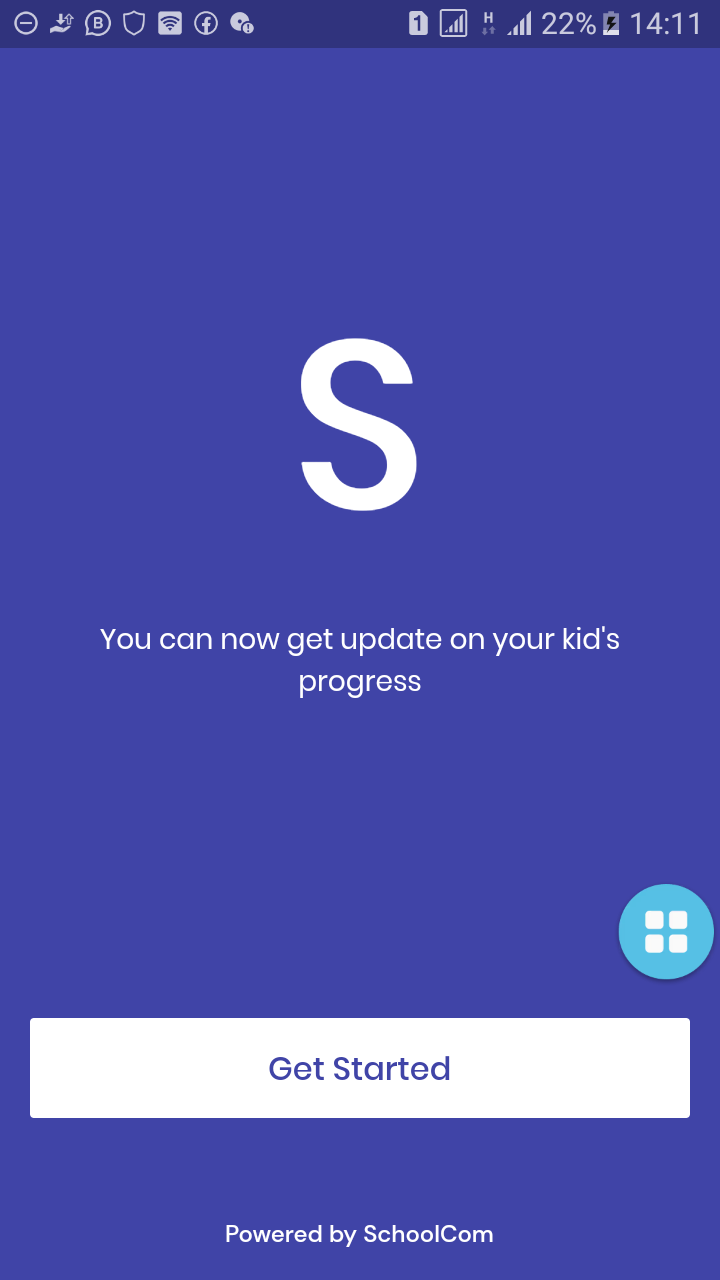 B 1 H 22% 14:11
S
You can now get update on your kid's
progress
Get Started
Powered by SchoolCom